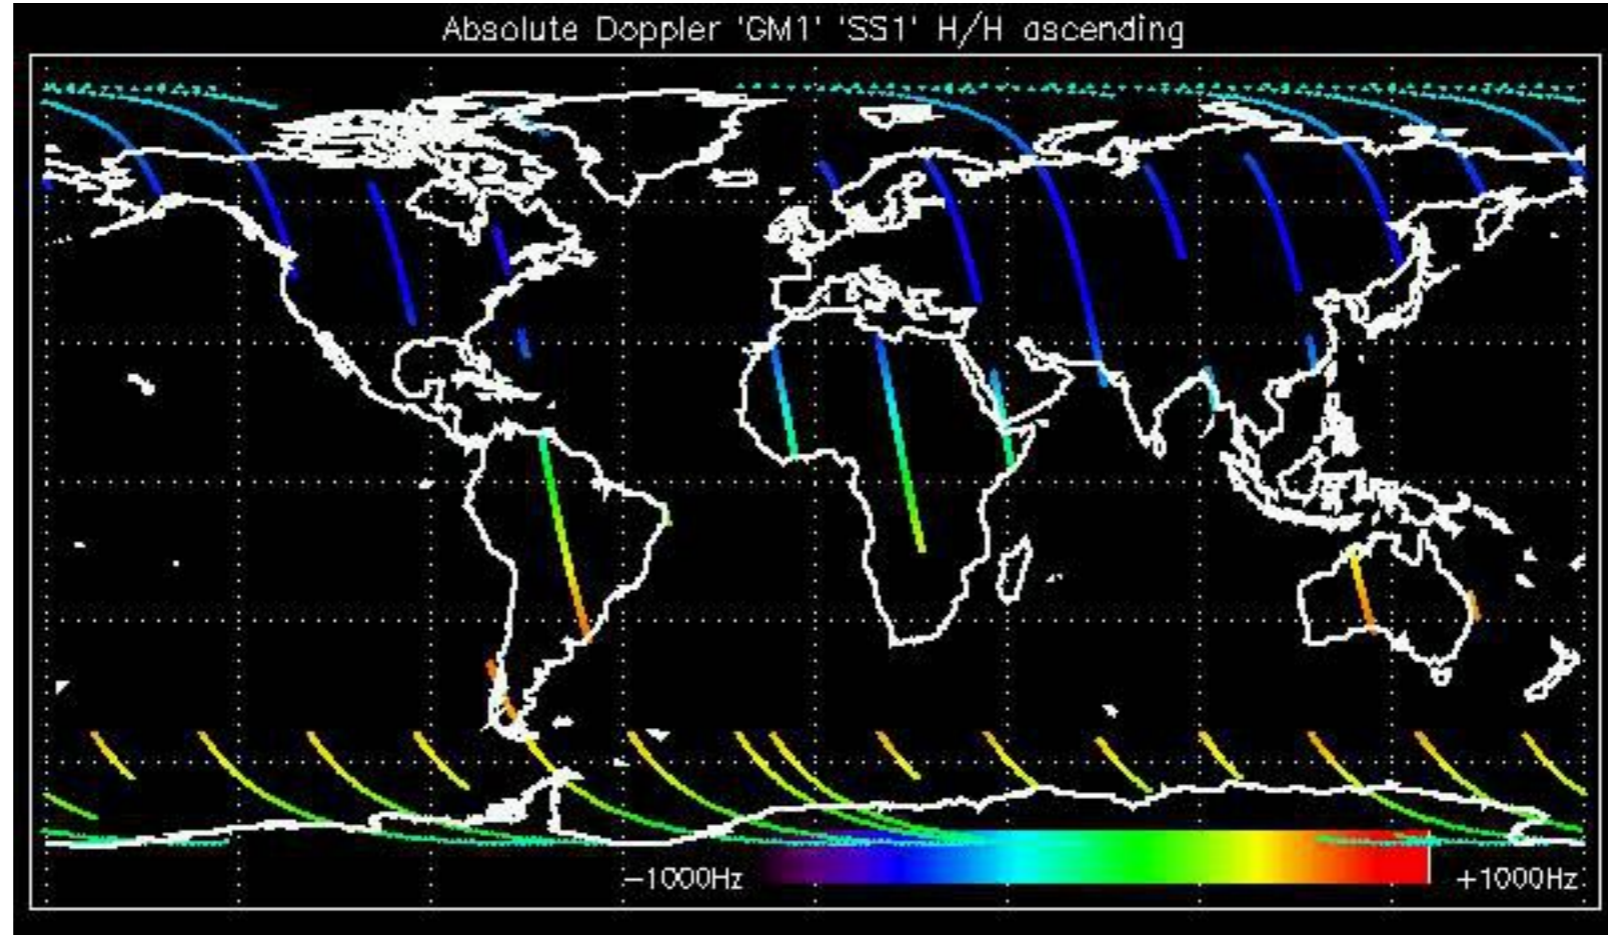 Absolute Doppler 'GM1' 'SS1' H/H ascending
−1000Hz
+1000Hz